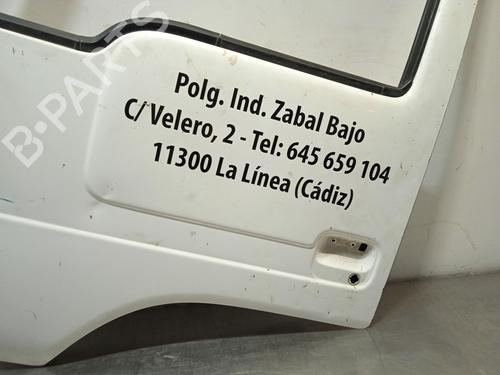 B-PARTS
Polg. Ind. Zabal Bajo
C/ Velero, 2 - Tel: 645 659 104
11300 La Línea (Cádiz)